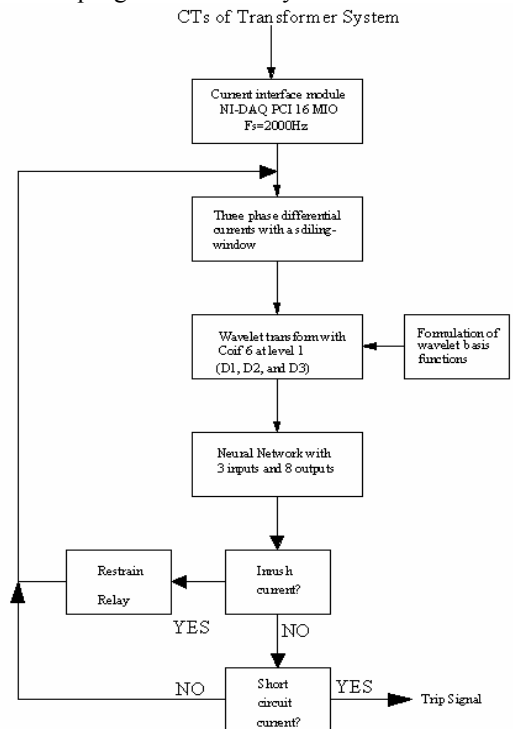 CTs of Transformer System
Current interface module
NI-DAQ PCI 16 MIO
Fs=2000Hz
Three phase differential
currents with a sdiling-
window
Wavelet transform with
Coif 6 at level 1
(D1, D2, and D3)
Formulation of
wavelet basis
functions
Neural Network with
3 inputs and 8 outputs
Restrain
Relay
Inrush
current?
YES
NO
NO
Short
circuit
current?
YES
Trip Signal